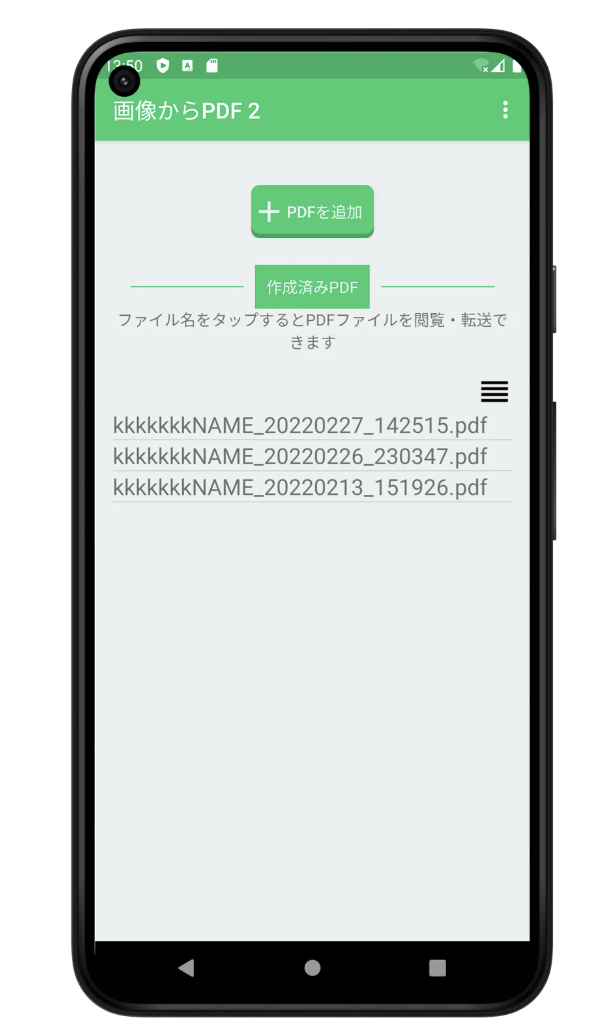 13:50
画像からPDF 2
PDFを追加
作成済みPDF
ファイル名をタップするとPDFファイルを閲覧・転送で
きます
kkkkkkkNAME_20220227_142515.pdf
kkkkkkkNAME_20220226_230347.pdf
kkkkkkkNAME_20220213_151926.pdf